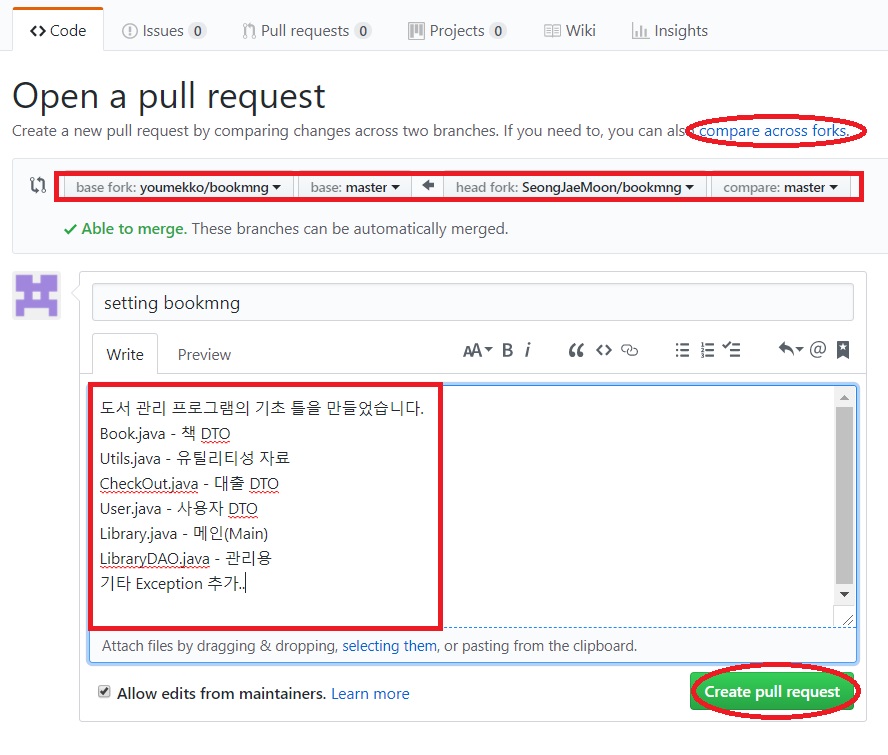 Code Issues 0 Pull requests 0 Projects 0 Wiki Insights
Open a pull request
Create a new pull request by comparing changes across two branches. If you need to, you can also compare across forks.
base fork: youmekko/bookmng base: master head fork: SeongJaeMoon/bookmng compare: master
Able to merge. These branches can be automatically merged.
setting bookmng
Write Preview AA B i @
도서 관리 프로그램의 기초 틀을 만들었습니다.
Book.java - 책 DTO
Utils.java - 유틸리티성 자료
CheckOut.java - 대출 DTO
User.java - 사용자 DTO
Library.java - 메인(Main)
LibraryDAO.java - 관리용
기타 Exception 추가..
Attach files by dragging & dropping, selecting them, or pasting from the clipboard.
Allow edits from maintainers. Learn more
Create pull request